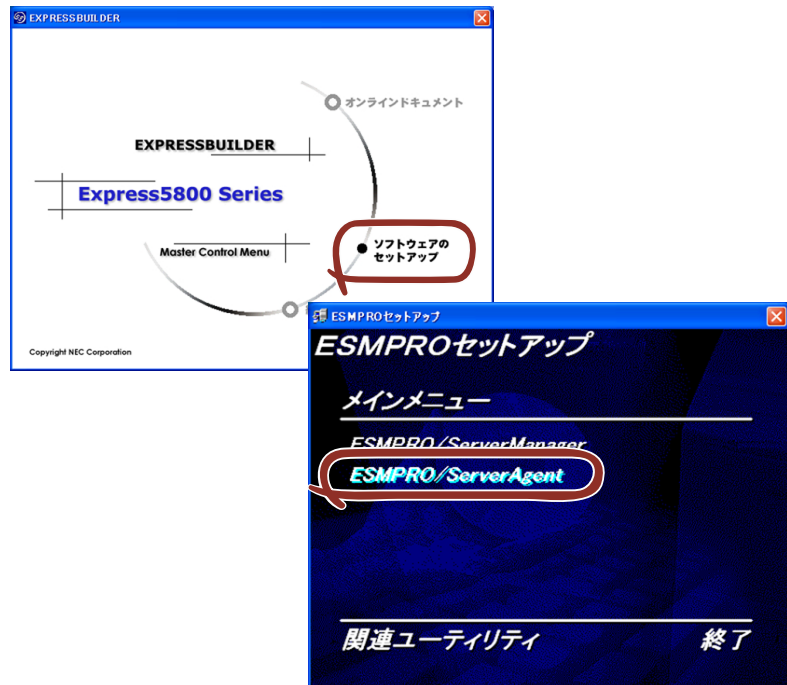 EXPRESSBUILDER
オンラインドキュメント
EXPRESSBUILDER
Express5800 Series
ソフトウェアの
セットアップ
Master Control Menu
Copyright NEC Corporation
ESMPROセットアップ
ESMPROセットアップ
メインメニュー
ESMPRO/ServerManager
ESMPRO/ServerAgent
関連ユーティリティ
終了